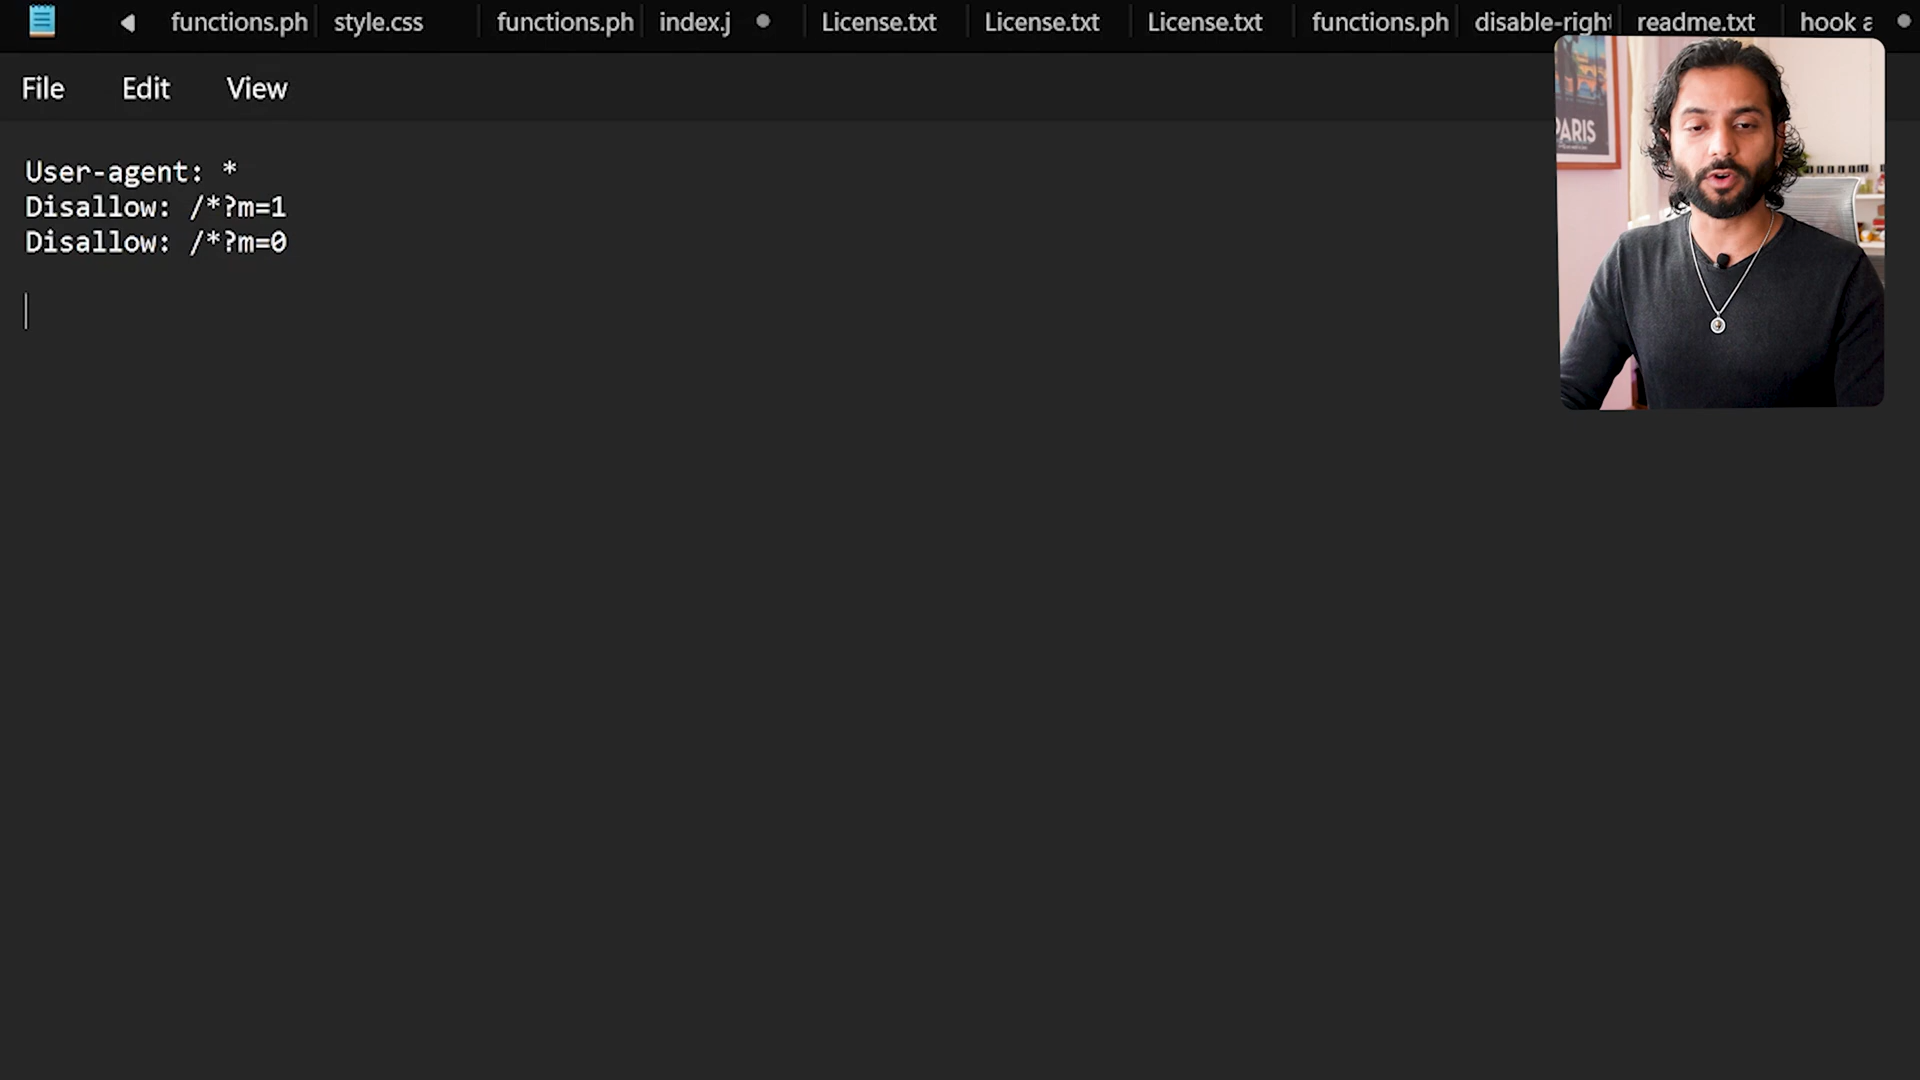 functions.ph style.css functions.ph index.j License.txt License.txt License.txt functions.ph disable-right readme.txt hook a
File Edit View
PARIS
User-agent: *
Disallow: /*?m=1
Disallow: /*?m=0